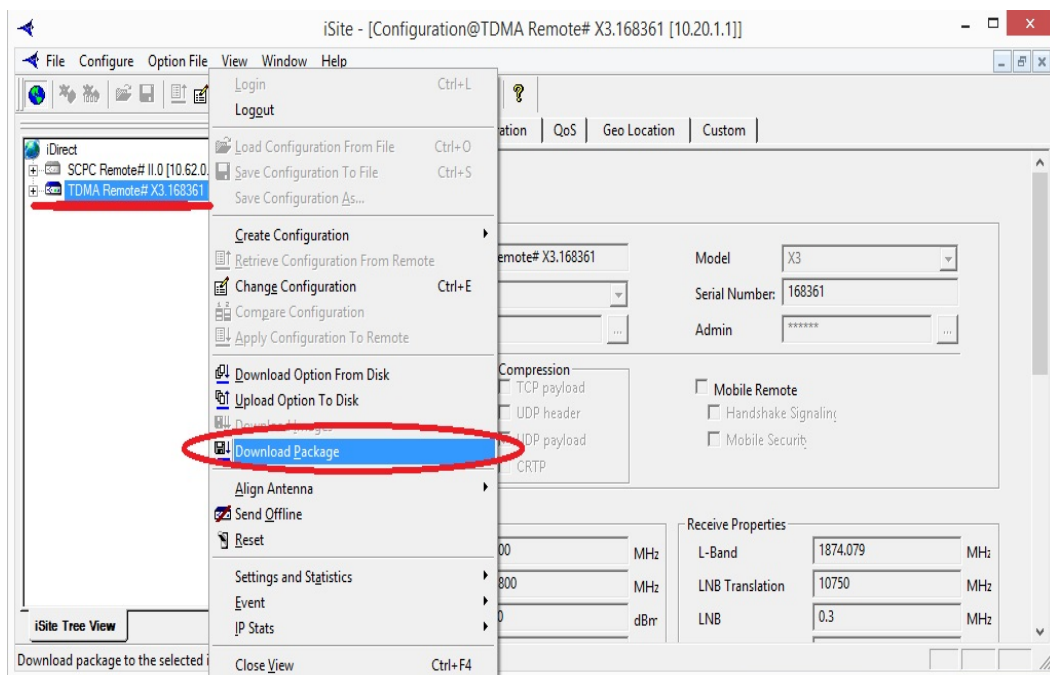 iSite - [Configuration@TDMA Remote# X3.168361 [10.20.1.1]]
File Configure Option File View Window Help
QoS Geo Location Custom
iDirect
SCPC Remote# II.0 [10.62.0.
TDMA Remote# X3.168361
Login Ctrl+L
Logout
Load Configuration From File Ctrl+O
Save Configuration To File Ctrl+S
Save Configuration As...
Create Configuration
Retrieve Configuration From Remote
Change Configuration Ctrl+E
Compare Configuration
Apply Configuration To Remote
Download Option From Disk
Upload Option To Disk
Download Images
Download Package
Align Antenna
Send Offline
Reset
Settings and Statistics
Event
IP Stats
Close View Ctrl+F4
emote# X3.168361
Model X3
Serial Number: 168361
...
Admin ****** ...
Compression
TCP payload
UDP header
UDP payload
CRTP
Mobile Remote
Handshake Signaling
Mobile Security
00 MHz
800 MHz
0 dBm
Receive Properties
L-Band 1874.079 MHz
LNB Translation 10750 MHz
LNB 0.3 MHz
iSite Tree View
Download package to the selected i